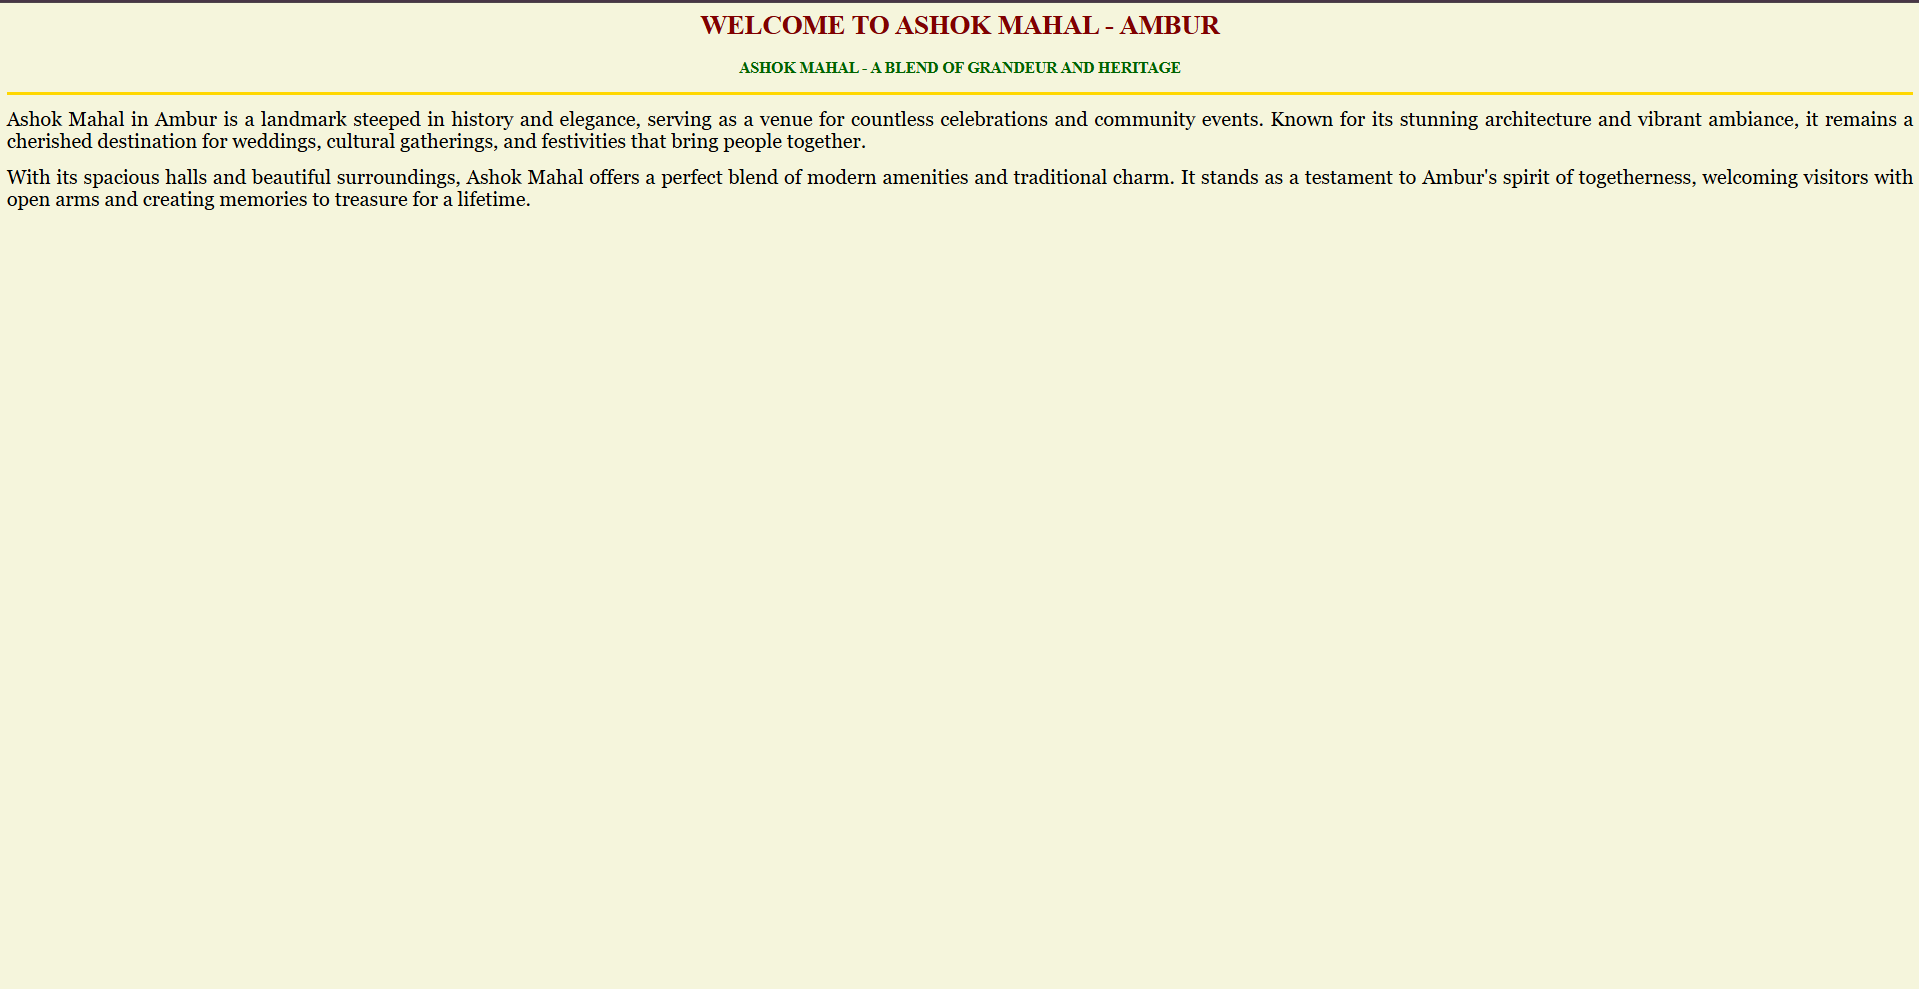 WELCOME TO ASHOK MAHAL - AMBUR
ASHOK MAHAL - A BLEND OF GRANDEUR AND HERITAGE
Ashok Mahal in Ambur is a landmark steeped in history and elegance, serving as a venue for countless celebrations and community events. Known for its stunning architecture and vibrant ambiance, it remains a
cherished destination for weddings, cultural gatherings, and festivities that bring people together.
With its spacious halls and beautiful surroundings, Ashok Mahal offers a perfect blend of modern amenities and traditional charm. It stands as a testament to Ambur's spirit of togetherness, welcoming visitors with
open arms and creating memories to treasure for a lifetime.